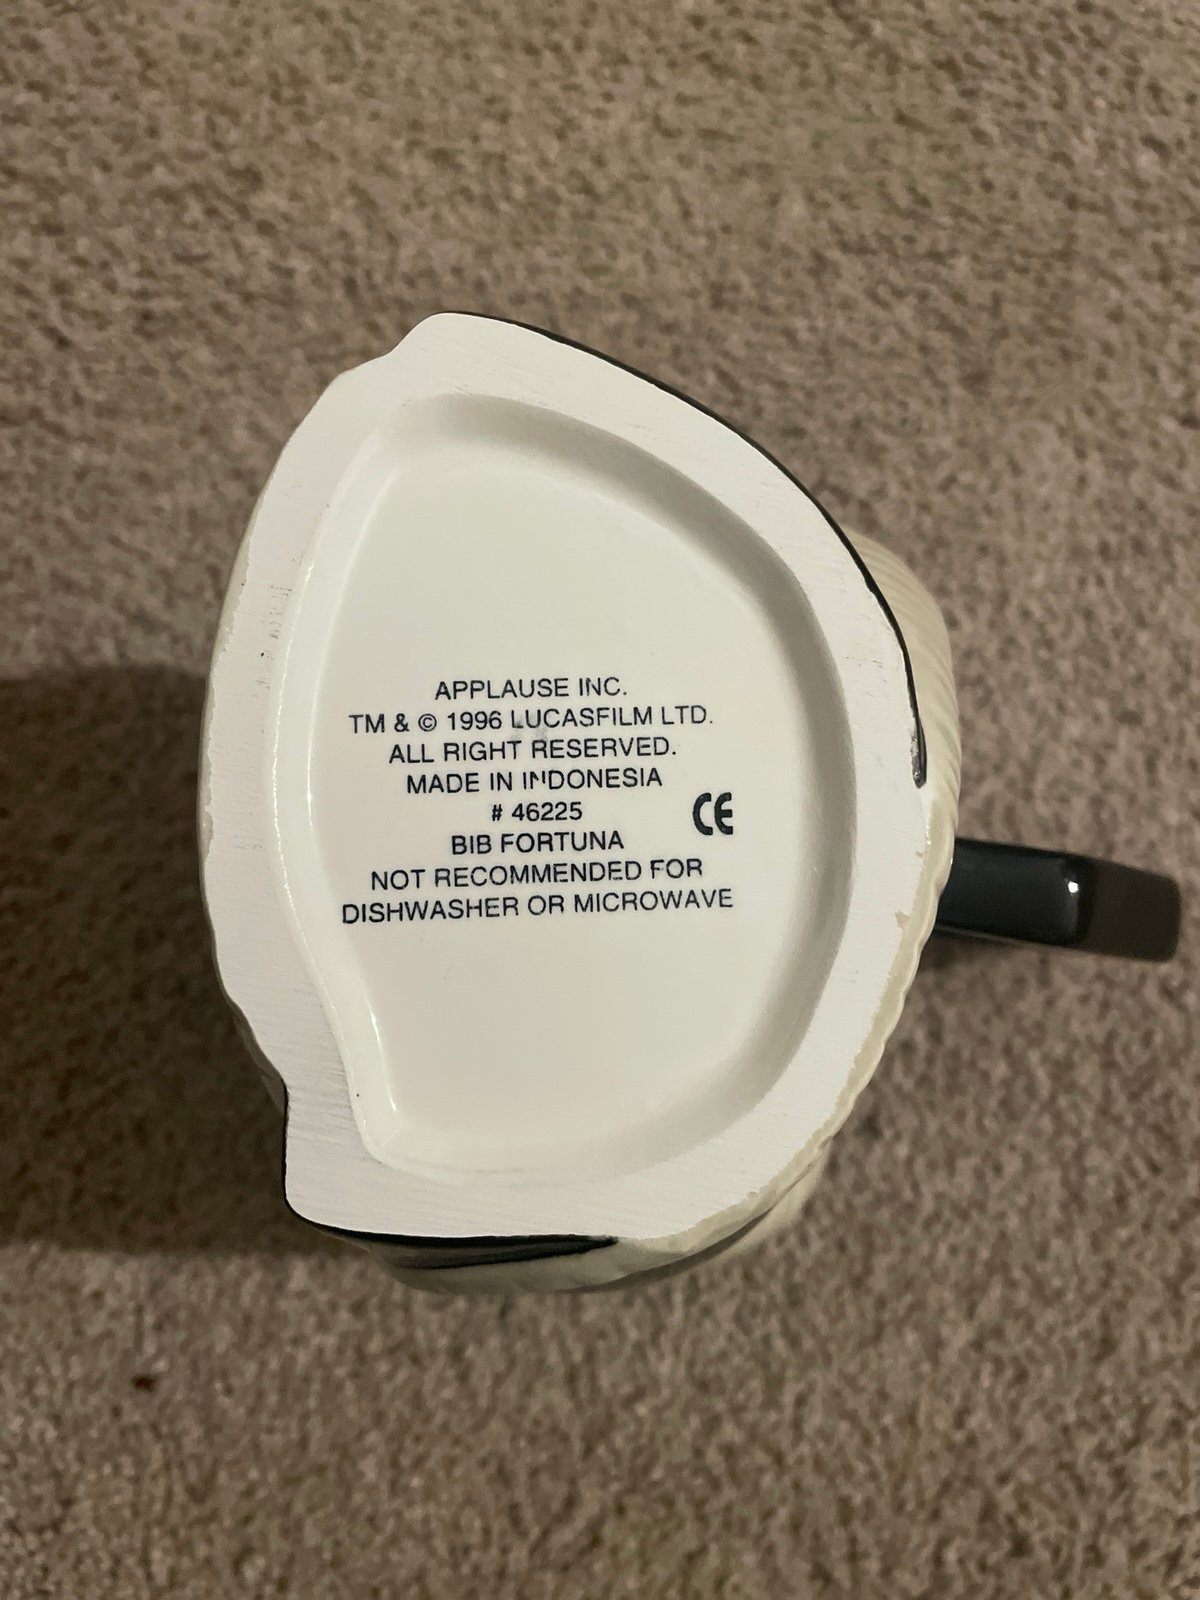 APPLAUSE INC.
TM & © 1996 LUCASFILM LTD.
ALL RIGHT RESERVED.
MADE IN INDONESIA
# 46225
CE
BIB FORTUNA
NOT RECOMMENDED FOR
DISHWASHER OR MICROWAVE